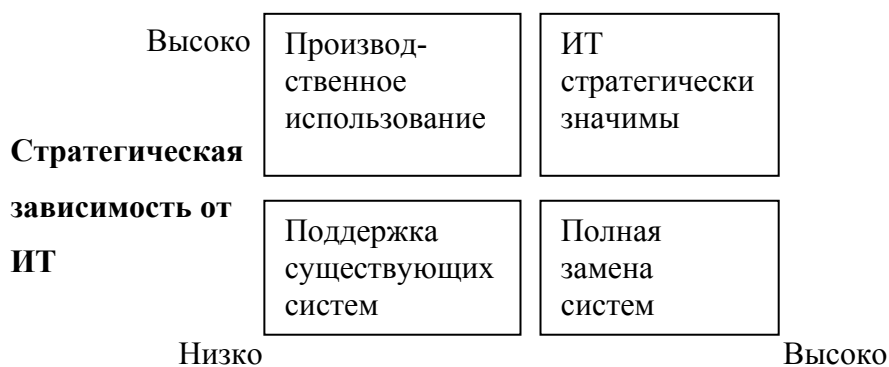 Высоко
Производ-
ственное
использование
ИТ
стратегически
значимы
Стратегическая
зависимость от
ИТ
Поддержка
существующих
систем
Полная
замена
систем
Низко
Высоко